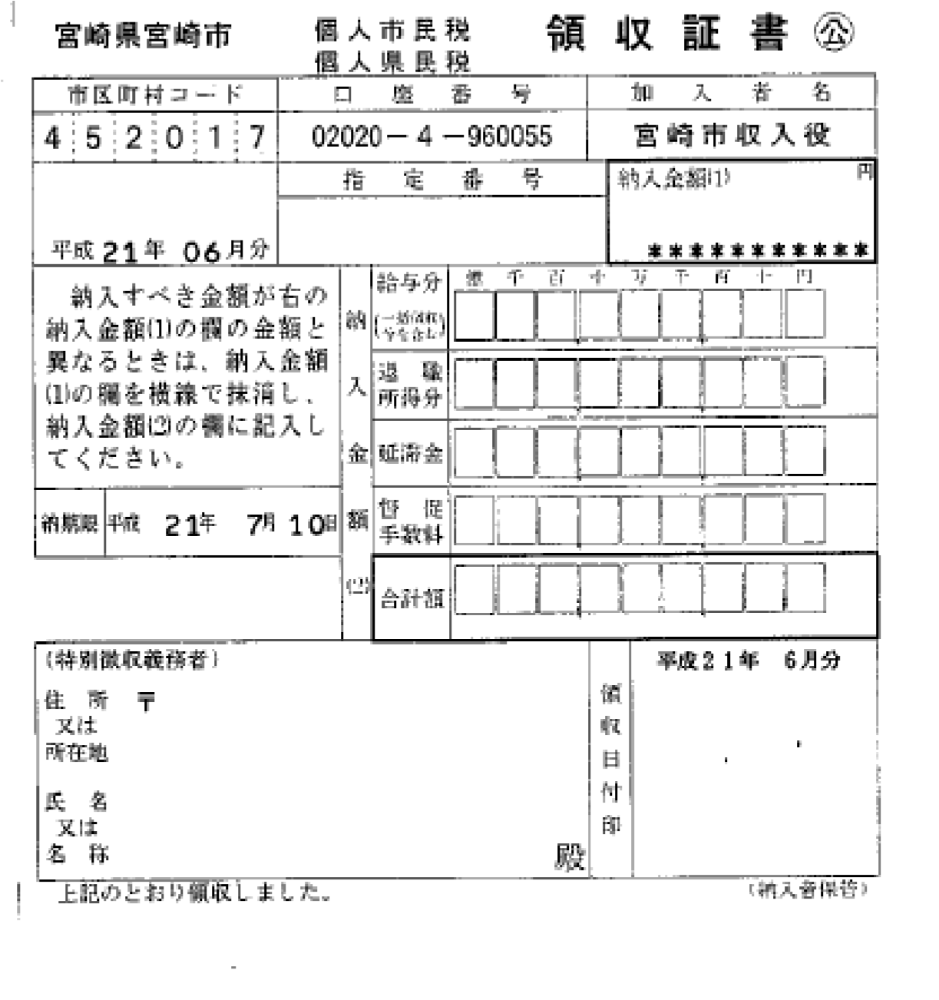 宮崎県宮崎市
個人市民税
個人県民税
領収証書 公
市区町村コード
口座番号
加入者名
4 5 2 0 1 7
02020－4－960055
宮崎市収入役
指定番号
納入金額(1)
円
平成21年 06月分
************
納入すべき金額が右の
納入金額(1)の欄の金額と
異なるときは、納入金額
(1)の欄を横線で抹消し、
納入金額(2)の欄に記入し
てください。
納期限
平成 21年 7月10日
納入金額(2)
億 千 百 十 万 千 百 十 円
給与分
(一括徴収
分を含む)
退職
所得分
延滞金
督促
手数料
合計額
(特別徴収義務者)
住所 〒
又は
所在地
氏名
又は
名称
殿
領収日付印
平成21年 6月分
上記のとおり領収しました。
(納入者保管)